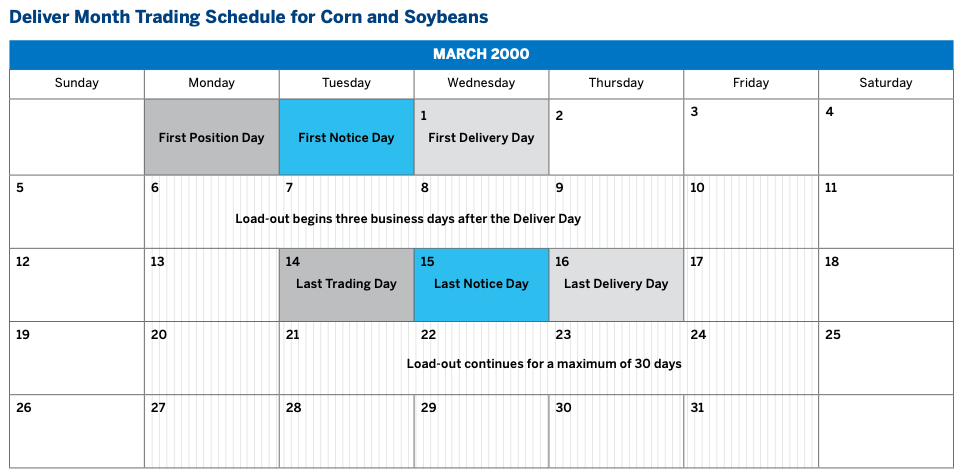 Deliver Month Trading Schedule for Corn and Soybeans
MARCH 2000
Sunday Monday Tuesday Wednesday Thursday Friday Saturday
First Position Day
First Notice Day
1
First Delivery Day
2
3
4
5
6
7
8
9
10
11
Load-out begins three business days after the Deliver Day
12
13
14
Last Trading Day
15
Last Notice Day
16
Last Delivery Day
17
18
19
20
21
22
23
24
25
Load-out continues for a maximum of 30 days
26
27
28
29
30
31